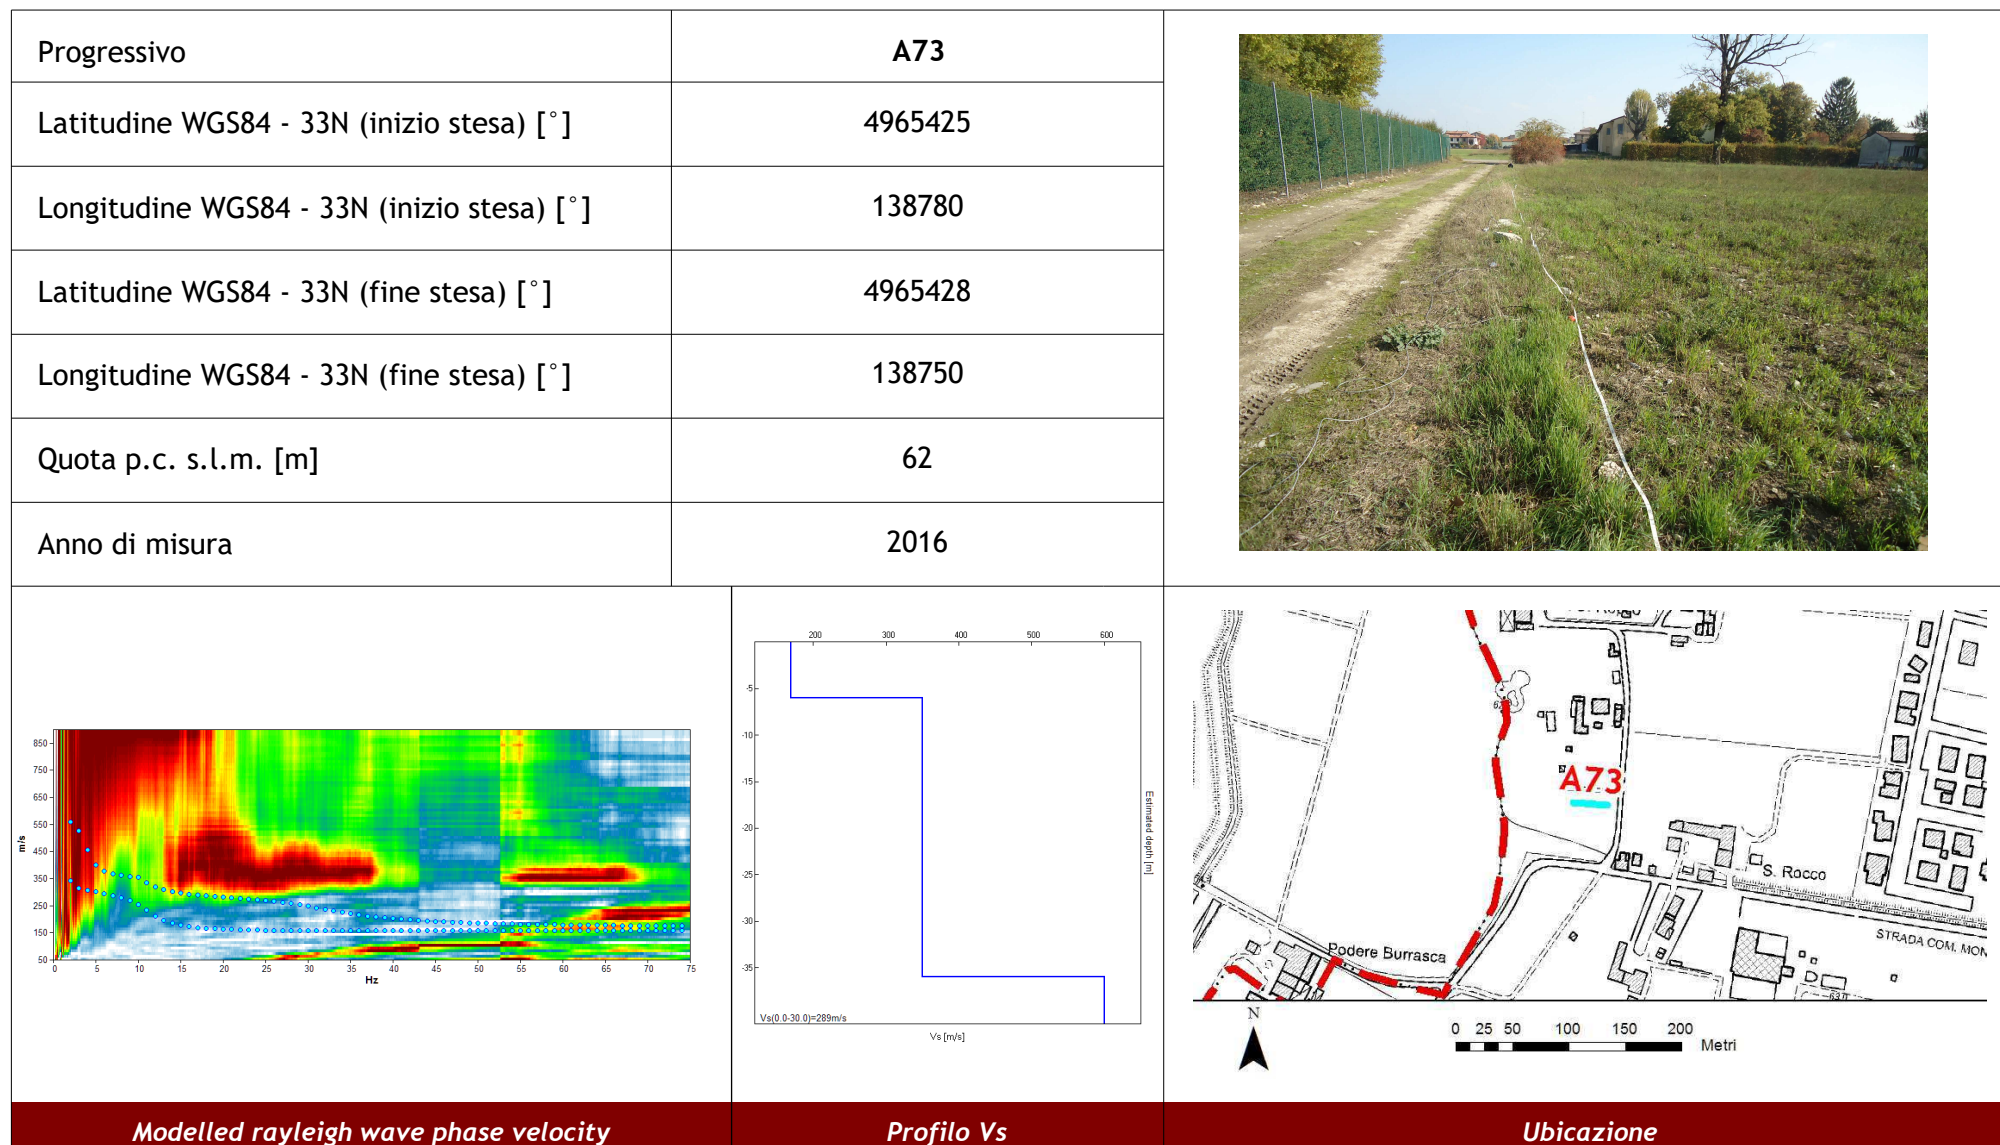 Progressivo
A73
Latitudine WGS84 - 33N (inizio stesa) [°]
4965425
Longitudine WGS84 - 33N (inizio stesa) [°]
138780
Latitudine WGS84 - 33N (fine stesa) [°]
4965428
Longitudine WGS84 - 33N (fine stesa) [°]
138750
Quota p.c. s.l.m. [m]
62
Anno di misura
2016
850
750
650
550
450
350
250
150
50
m/s
0 5 10 15 20 25 30 35 40 45 50 55 60 65 70 75
Hz
200 300 400 500 600
-5
-10
-15
-20
-25
-30
-35
Estimated depth [m]
Vs(0.0-30.0)=289m/s
Vs [m/s]
A73
S. Rocco
STRADA COM. MON
Podere Burrasca
N
0 25 50 100 150 200
Metri
Modelled rayleigh wave phase velocity
Profilo Vs
Ubicazione